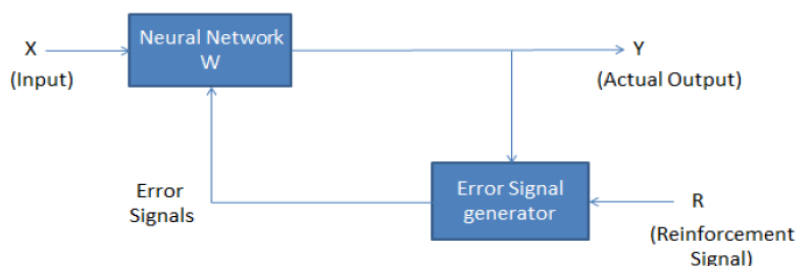 X
(Input)
Neural Network
W
Y
(Actual Output)
Error
Signals
Error Signal
generator
R
(Reinforcement
Signal)